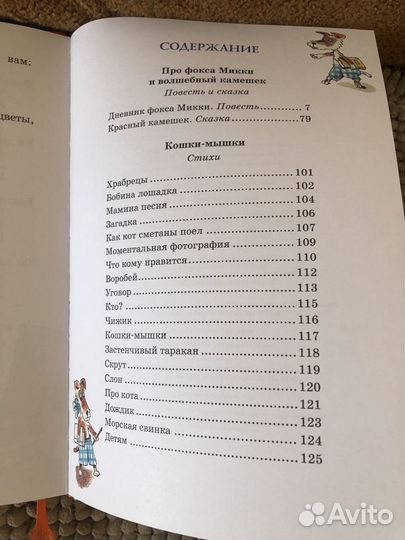 вам:
цветы,
СОДЕРЖАНИЕ
Про фокса Микки
и волшебный камешек
Повесть и сказка
Дневник фокса Микки. Повесть ............ 7
Красный камешек. Сказка .................. 79
Кошки-мышки
Стихи
Храбрецы .................................... 101
Бобина лошадка ............................ 102
Мамина песня .............................. 104
Загадка ...................................... 106
Как кот сметаны поел ..................... 107
Моментальная фотография ............... 109
Что кому нравится ........................ 110
Воробей ...................................... 112
Уговор ....................................... 113
Кто? .......................................... 115
Чижик ........................................ 116
Кошки-мышки .............................. 117
Застенчивый таракан ..................... 118
Скрут ........................................ 119
Слон .......................................... 120
Про кота ..................................... 121
Дождик ...................................... 123
Морская свинка ............................ 124
Детям ........................................ 125
Avito